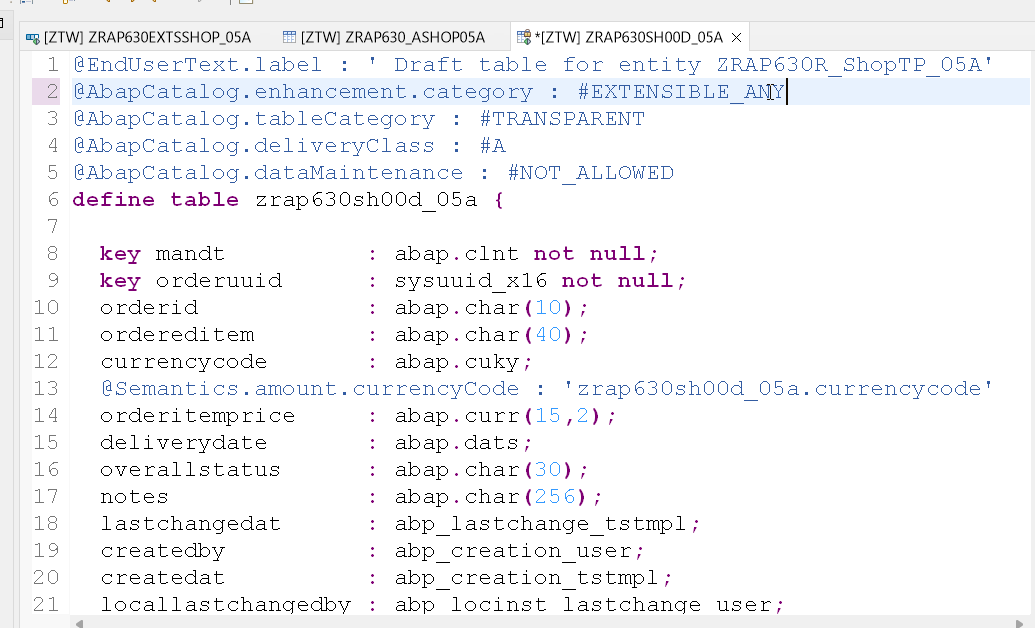 [ZTW] ZRAP630EXTSSHOP_05A [ZTW] ZRAP630_ASHOP05A *[ZTW] ZRAP630SH00D_05A
1 @EndUserText.label : ' Draft table for entity ZRAP630R_ShopTP_05A'
2 @AbapCatalog.enhancement.category : #EXTENSIBLE_ANY
3 @AbapCatalog.tableCategory : #TRANSPARENT
4 @AbapCatalog.deliveryClass : #A
5 @AbapCatalog.dataMaintenance : #NOT_ALLOWED
6 define table zrap630sh00d_05a {
7
8 key mandt : abap.clnt not null;
9 key orderuuid : sysuuid_x16 not null;
10 orderid : abap.char(10);
11 ordereditem : abap.char(40);
12 currencycode : abap.cuky;
13 @Semantics.amount.currencyCode : 'zrap630sh00d_05a.currencycode'
14 orderitemprice : abap.curr(15,2);
15 deliverydate : abap.dats;
16 overallstatus : abap.char(30);
17 notes : abap.char(256);
18 lastchangedat : abp_lastchange_tstmpl;
19 createdby : abp_creation_user;
20 createdat : abp_creation_tstmpl;
21 locallastchangedby : abp_locinst_lastchange_user;